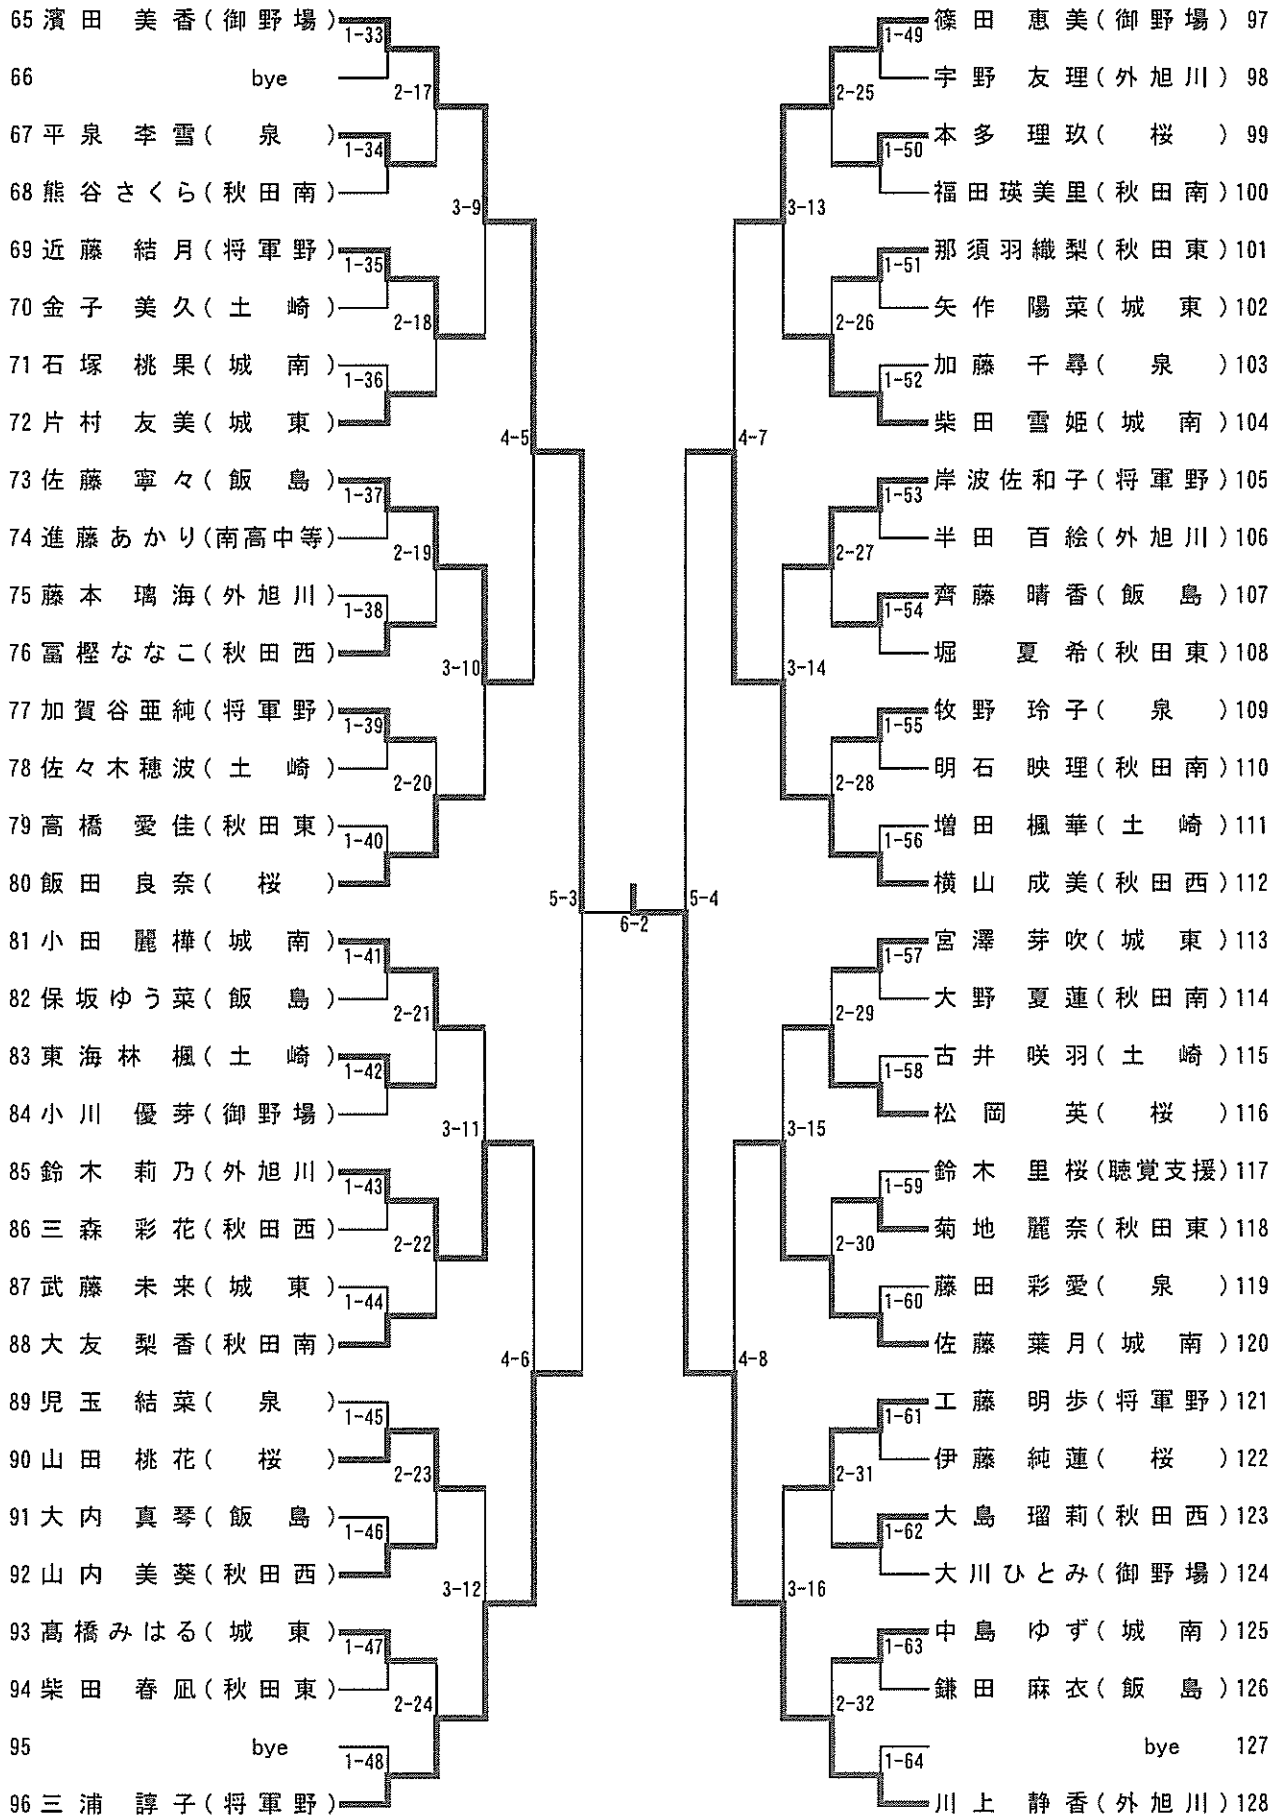 65 濱田 美香(御野場)
1-33
66 bye
2-17
67 平泉 李雪(泉)
1-34
68 熊谷さくら(秋田南)
3-9
69 近藤 結月(将軍野)
1-35
70 金子 美久(土崎)
2-18
71 石塚 桃果(城南)
1-36
72 片村 友美(城東)
4-5
73 佐藤 寧々(飯島)
1-37
74 進藤あかり(南高中等)
2-19
75 藤本 璃海(外旭川)
1-38
76 冨樫ななこ(秋田西)
3-10
77 加賀谷亜純(将軍野)
1-39
78 佐々木穂波(土崎)
2-20
79 高橋 愛佳(秋田東)
1-40
80 飯田 良奈(桜)
5-3
81 小田 麗樺(城南)
1-41
82 保坂ゆう菜(飯島)
2-21
83 東海林 楓(土崎)
1-42
84 小川 優芽(御野場)
3-11
85 鈴木 莉乃(外旭川)
1-43
86 三森 彩花(秋田西)
2-22
87 武藤 未来(城東)
1-44
88 大友 梨香(秋田南)
4-6
89 児玉 結菜(泉)
1-45
90 山田 桃花(桜)
2-23
91 大内 真琴(飯島)
1-46
92 山内 美葵(秋田西)
3-12
93 髙橋みはる(城東)
1-47
94 柴田 春凪(秋田東)
2-24
95 bye
1-48
96 三浦 諄子(将軍野)
6-2
篠田 恵美(御野場) 97
1-49
宇野 友理(外旭川) 98
2-25
本多 理玖(桜) 99
1-50
福田瑛美里(秋田南) 100
3-13
那須羽織梨(秋田東) 101
1-51
矢作 陽菜(城東) 102
2-26
加藤 千尋(泉) 103
1-52
柴田 雪姫(城南) 104
4-7
岸波佐和子(将軍野) 105
1-53
半田 百絵(外旭川) 106
2-27
齊藤 晴香(飯島) 107
1-54
堀 夏希(秋田東) 108
3-14
牧野 玲子(泉) 109
1-55
明石 映理(秋田南) 110
2-28
増田 楓華(土崎) 111
1-56
横山 成美(秋田西) 112
5-4
宮澤 芽吹(城東) 113
1-57
大野 夏蓮(秋田南) 114
2-29
古井 咲羽(土崎) 115
1-58
松岡 英(桜) 116
3-15
鈴木 里桜(聴覚支援) 117
1-59
菊地 麗奈(秋田東) 118
2-30
藤田 彩愛(泉) 119
1-60
佐藤 葉月(城南) 120
4-8
工藤 明歩(将軍野) 121
1-61
伊藤 純蓮(桜) 122
2-31
大島 瑠莉(秋田西) 123
1-62
大川ひとみ(御野場) 124
3-16
中島 ゆず(城南) 125
1-63
鎌田 麻衣(飯島) 126
2-32
bye 127
1-64
川上 静香(外旭川) 128